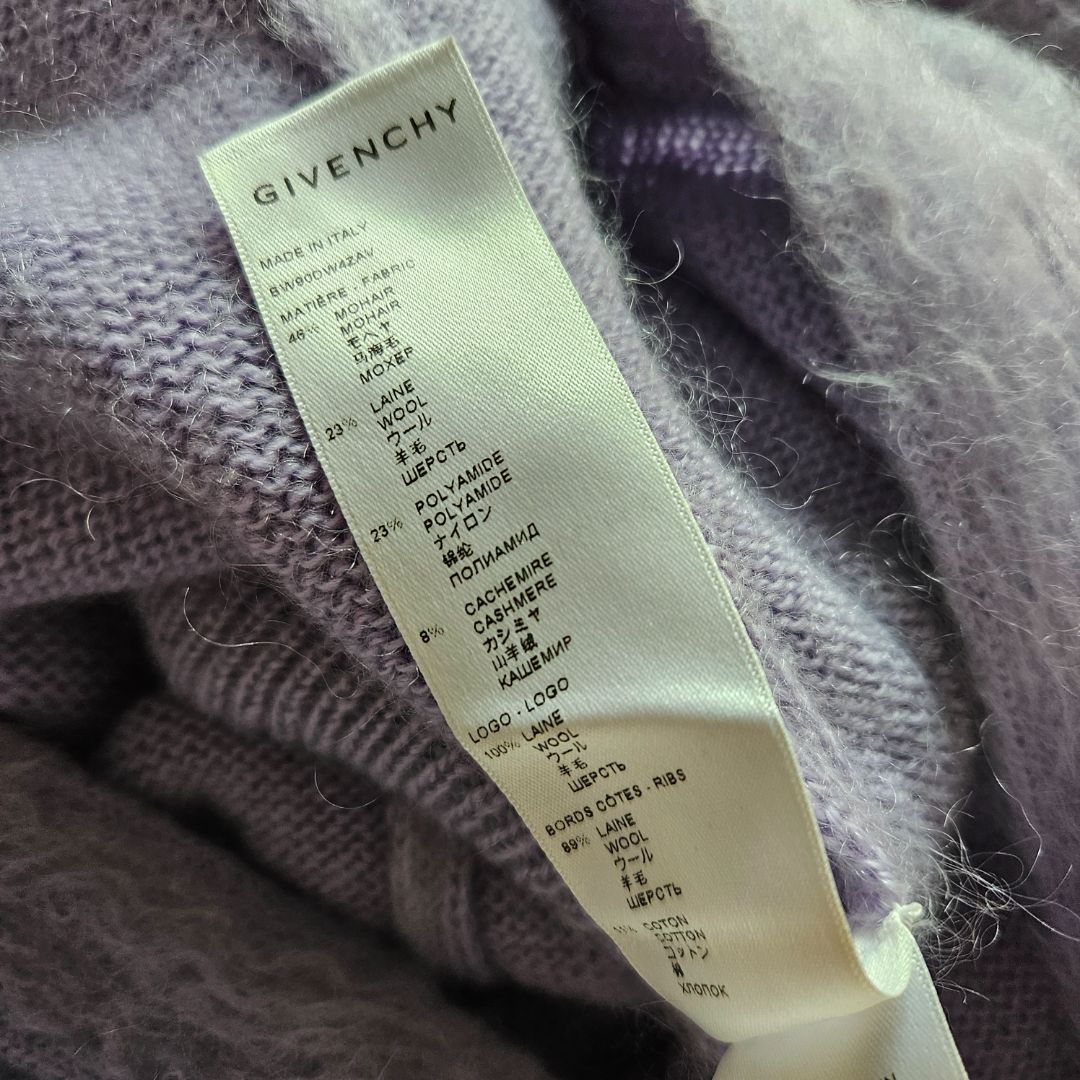 GIVENCHY
MADE IN ITALY
BW90DW4ZAV
MATIÈRE - FABRIC
46% MOHAIR
MOHAIR
モヘヤ
马海毛
МОХЕР
23% LAINE
WOOL
ウール
羊毛
ШЕРСТЬ
23% POLYAMIDE
POLYAMIDE
ナイロン
锦纶
ПОЛИАМИД
8% CACHEMIRE
CASHMERE
カシミヤ
山羊绒
КАШЕМИР
LOGO - LOGO
100% LAINE
WOOL
ウール
羊毛
ШЕРСТЬ
BORDS CÔTES - RIBS
89% LAINE
WOOL
ウール
羊毛
ШЕРСТЬ
11% COTON
COTTON
コットン
棉
ХЛОПОК